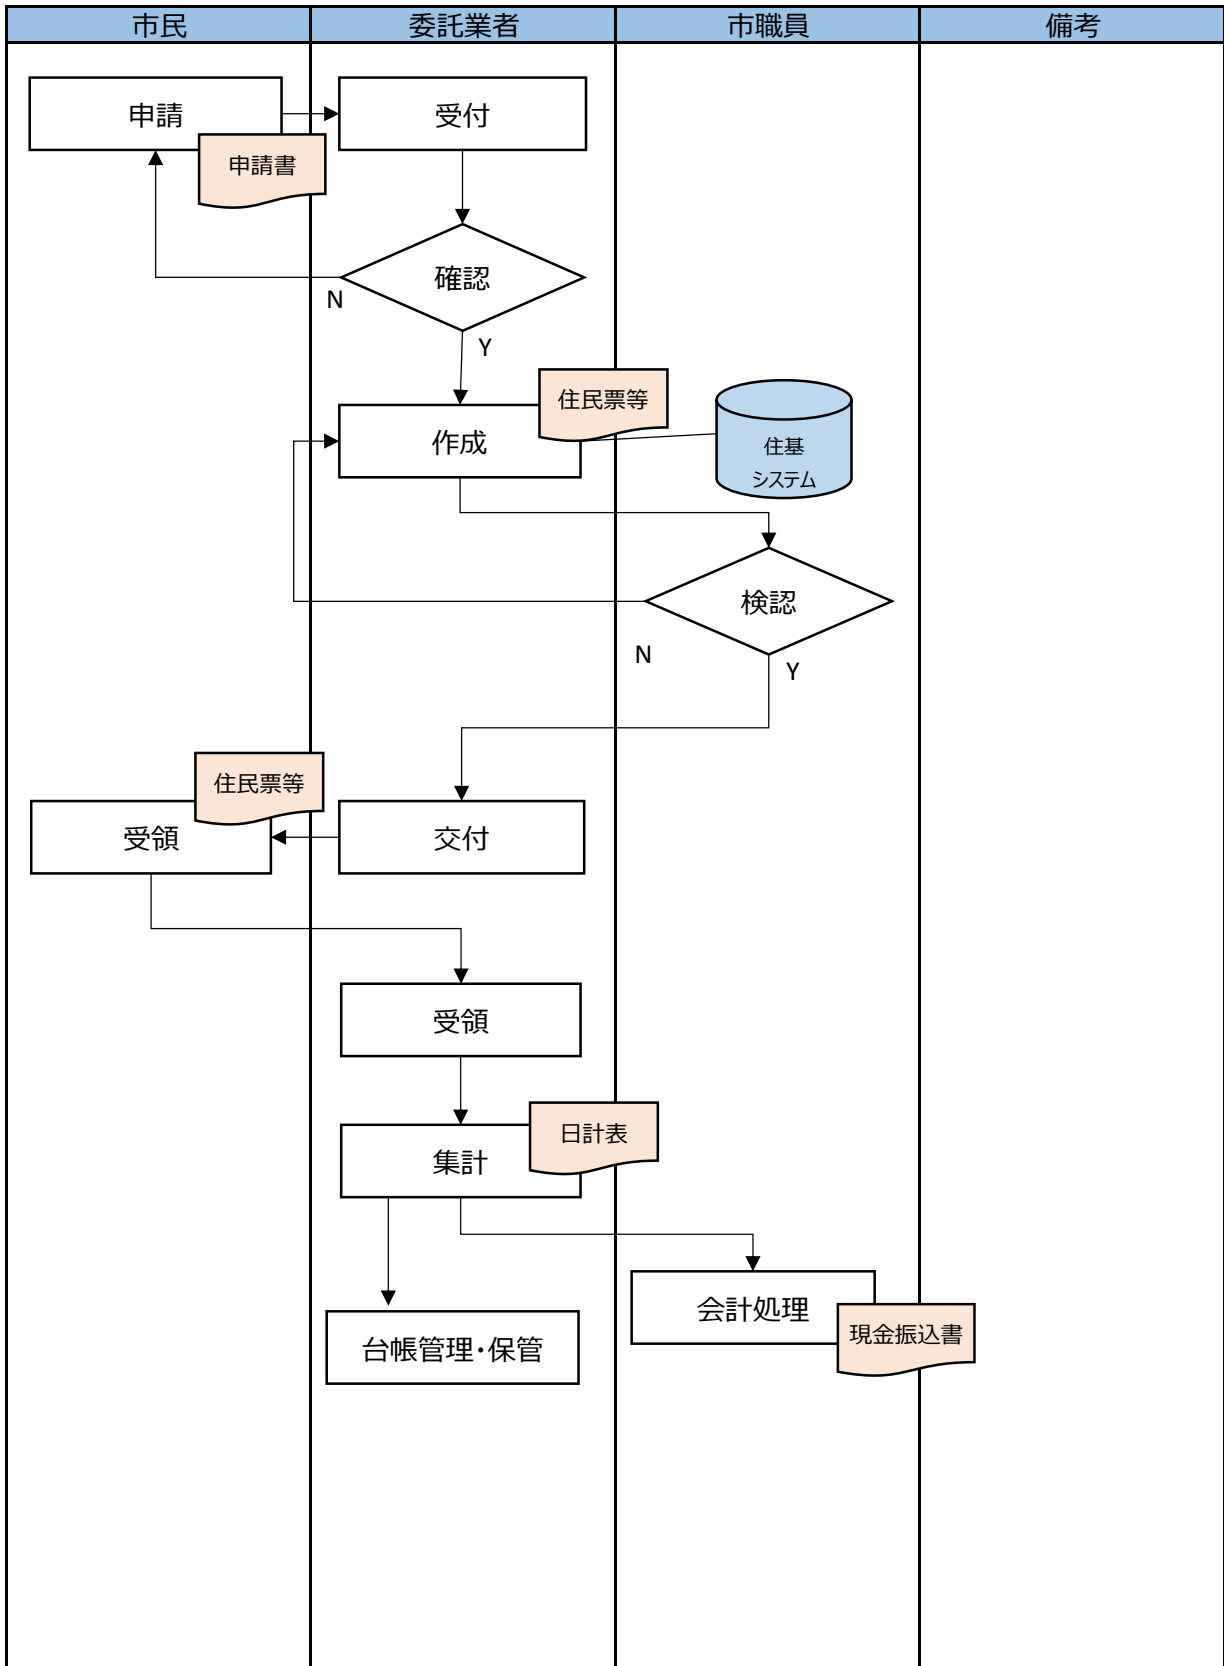 市民
委託業者
市職員
備考
申請
受付
申請書
確認
N
Y
住民票等
作成
住基
システム
検認
N
Y
住民票等
受領
交付
受領
日計表
集計
会計処理
現金振込書
台帳管理・保管